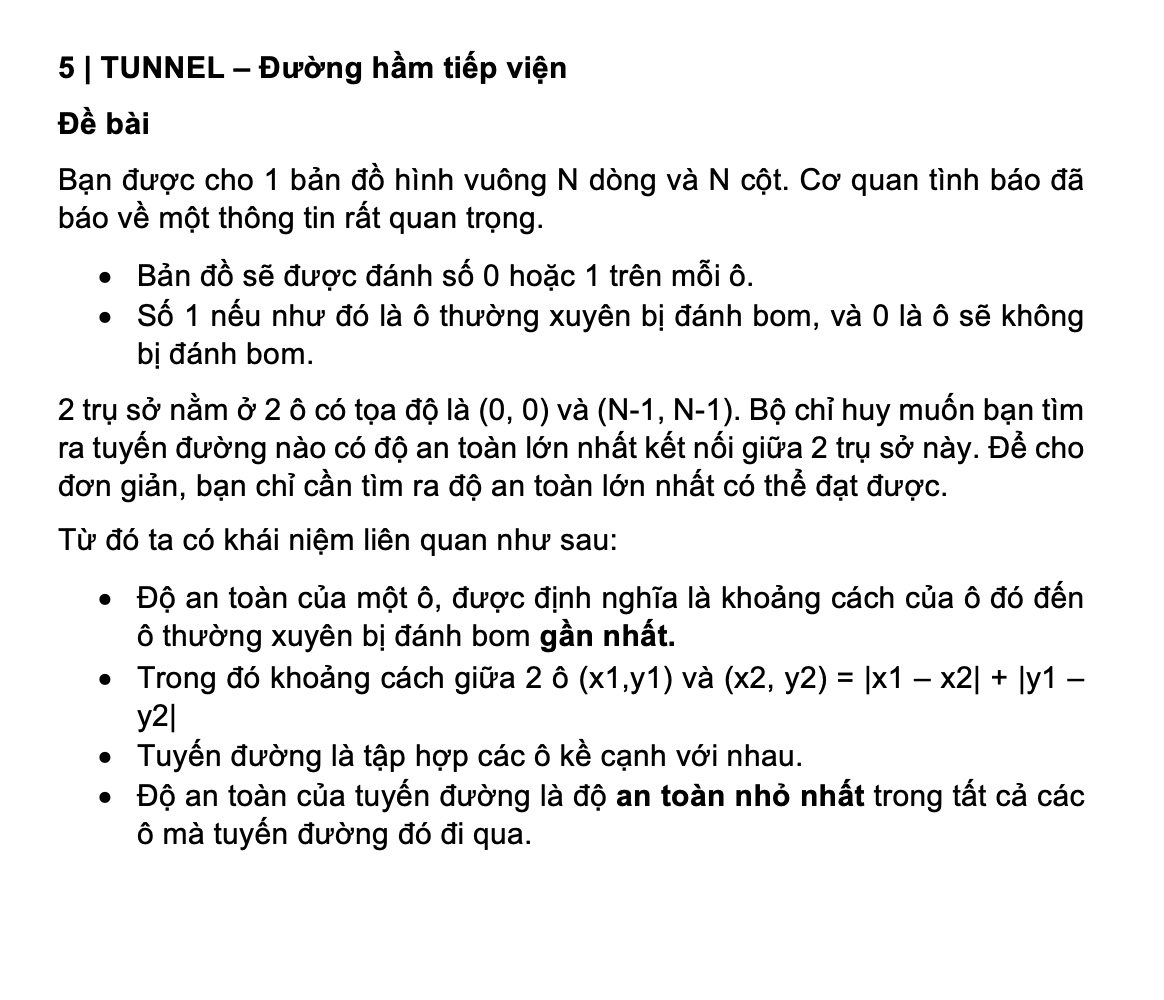 5 | TUNNEL – Đường hầm tiếp viện
Đề bài
Bạn được cho 1 bản đồ hình vuông N dòng và N cột. Cơ quan tình báo đã
báo về một thông tin rất quan trọng.
• Bản đồ sẽ được đánh số 0 hoặc 1 trên mỗi ô.
• Số 1 nếu như đó là ô thường xuyên bị đánh bom, và 0 là ô sẽ không
bị đánh bom.
2 trụ sở nằm ở 2 ô có tọa độ là (0, 0) và (N-1, N-1). Bộ chỉ huy muốn bạn tìm
ra tuyến đường nào có độ an toàn lớn nhất kết nối giữa 2 trụ sở này. Để cho
đơn giản, bạn chỉ cần tìm ra độ an toàn lớn nhất có thể đạt được.
Từ đó ta có khái niệm liên quan như sau:
• Độ an toàn của một ô, được định nghĩa là khoảng cách của ô đó đến
ô thường xuyên bị đánh bom gần nhất.
• Trong đó khoảng cách giữa 2 ô (x1,y1) và (x2, y2) = |x1 – x2| + |y1 –
y2|
• Tuyến đường là tập hợp các ô kề cạnh với nhau.
• Độ an toàn của tuyến đường là độ an toàn nhỏ nhất trong tất cả các
ô mà tuyến đường đó đi qua.